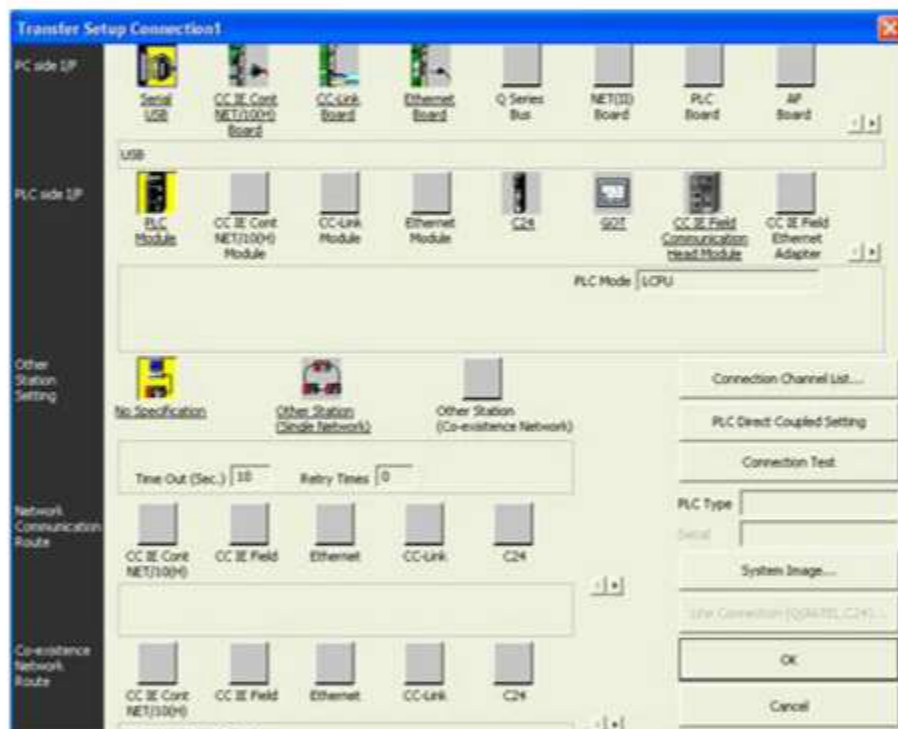 Transfer Setup Connection1
PC side I/F
Serial
USB
CC IE Cont
NET/10(H)
Board
CC-Link
Board
Ethernet
Board
Q Series
Bus
NET(II)
Board
PLC
Board
AF
Board
USB
PLC side I/F
PLC
Module
CC IE Cont
NET/10(H)
Module
CC-Link
Module
Ethernet
Module
C24
GOT
CC IE Field
Communication
Head Module
CC IE Field
Ethernet
Adapter
PLC Mode LCPU
Other
Station
Setting
No Specification
Other Station
(Single Network)
Other Station
(Co-existence Network)
Time Out (Sec.) 10
Retry Times 0
Connection Channel List...
PLC Direct Coupled Setting
Connection Test
PLC Type
Detail
System Image...
OK
Cancel
Network
Communication
Route
CC IE Cont
NET/10(H)
CC IE Field
Ethernet
CC-Link
C24
Co-existence
Network
Route
CC IE Cont
NET/10(H)
CC IE Field
Ethernet
CC-Link
C24